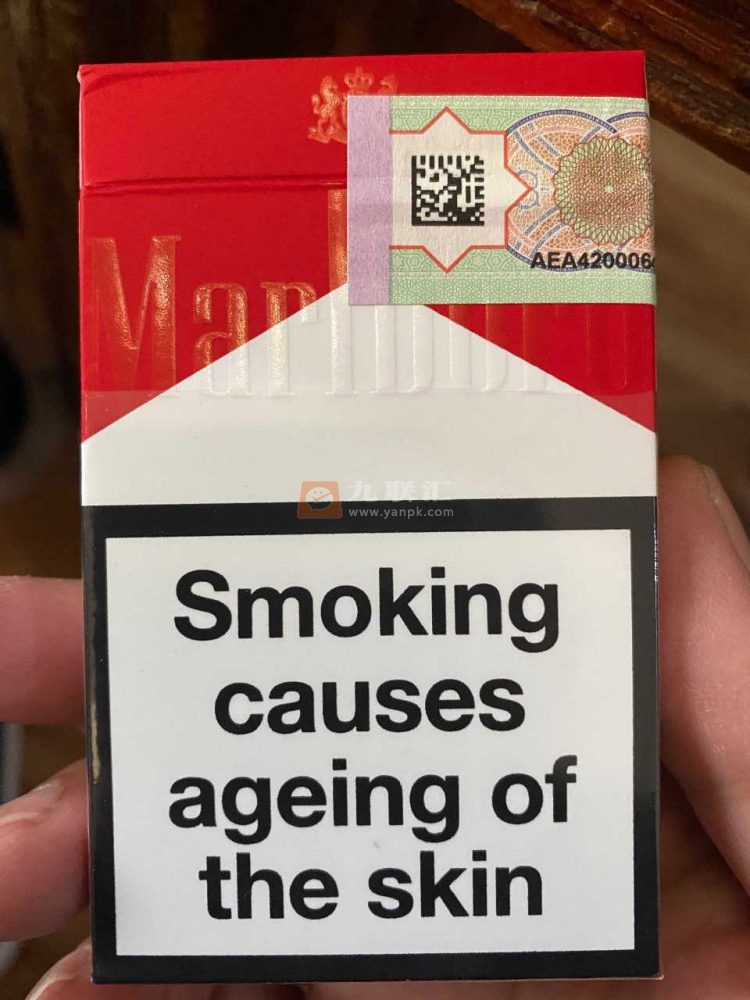 AEA420006
Marlboro
九联汇
www.yanpk.com
Smoking
causes
ageing of
the skin